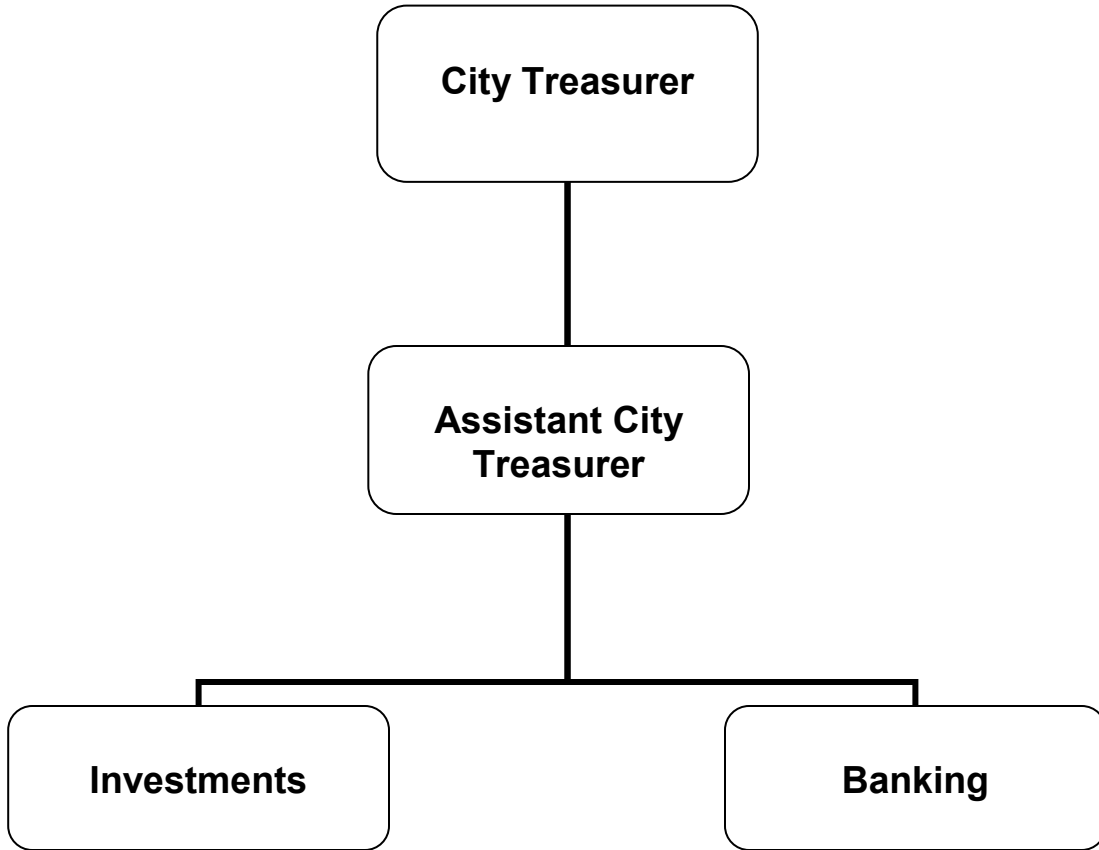 City Treasurer
Assistant City
Treasurer
Investments
Banking